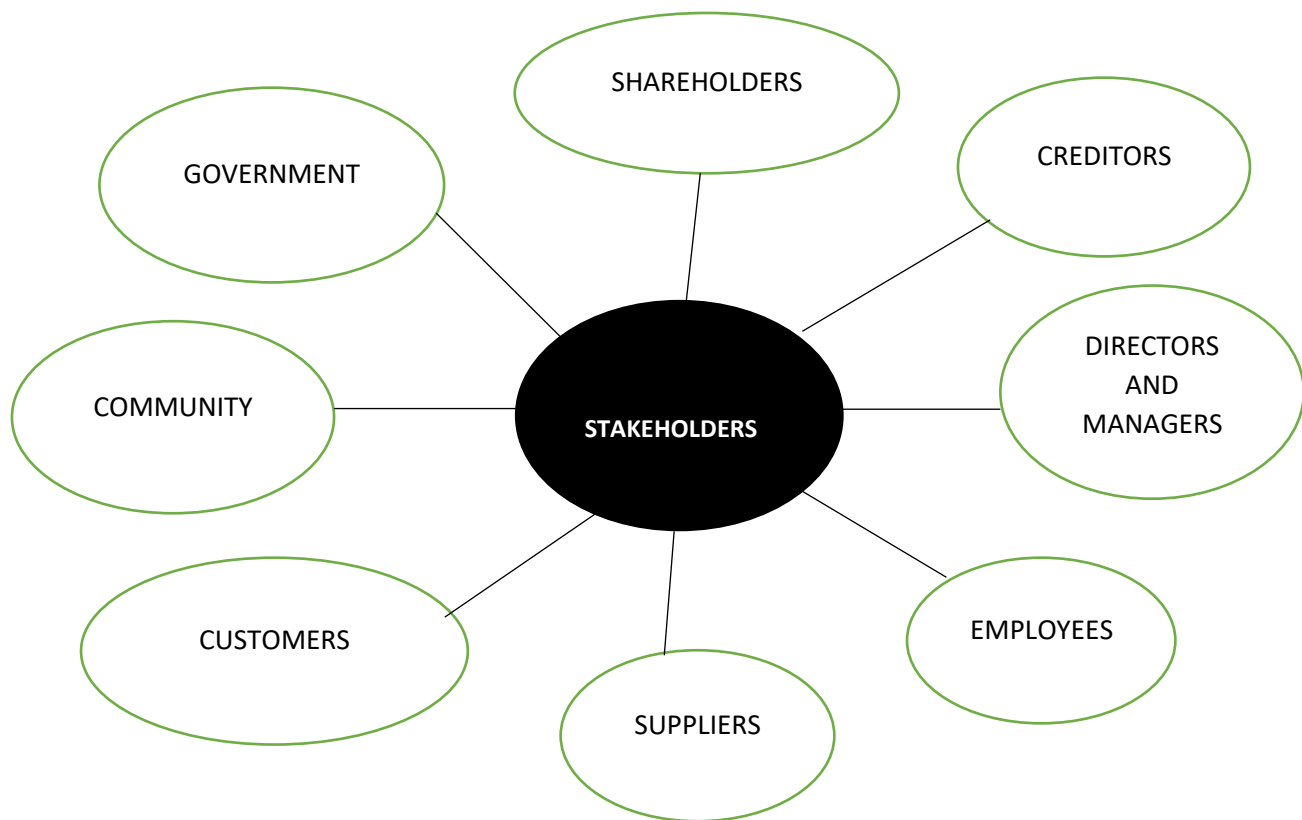 SHAREHOLDERS
CREDITORS
GOVERNMENT
DIRECTORS
AND
MANAGERS
COMMUNITY
STAKEHOLDERS
EMPLOYEES
CUSTOMERS
SUPPLIERS